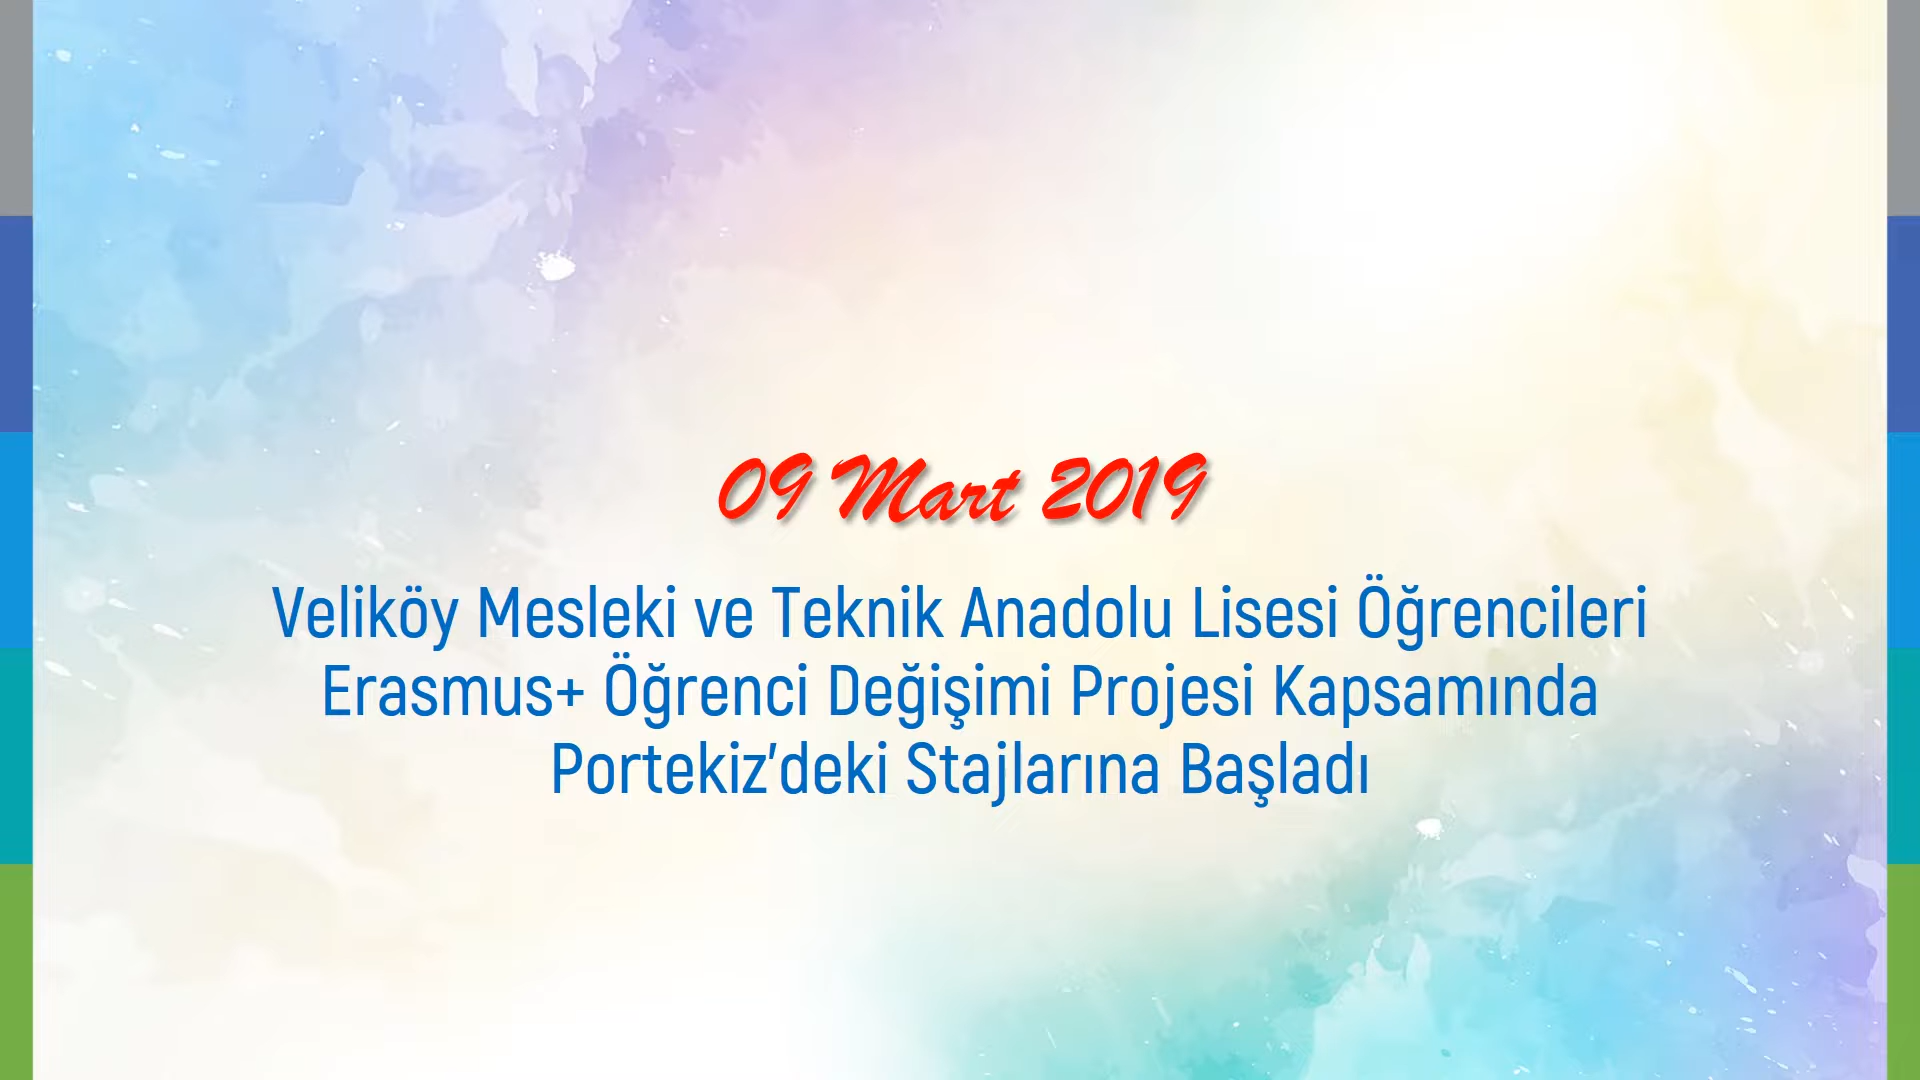 09 Mart 2019
Veliköy Mesleki ve Teknik Anadolu Lisesi Öğrencileri
Erasmus+ Öğrenci Değişimi Projesi Kapsamında
Portekiz'deki Stajlarına Başladı